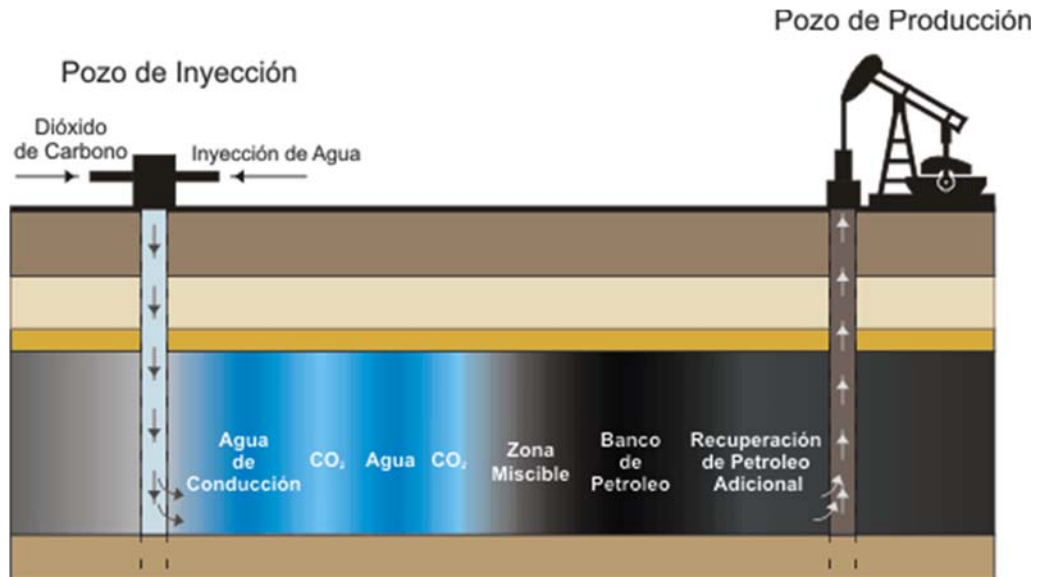 Pozo de Producción
Pozo de Inyección
Dióxido
de Carbono
Inyección de Agua
Agua
de
Conducción
CO₂
Agua
CO₂
Zona
Miscible
Banco
de
Petroleo
Recuperación
de Petroleo
Adicional